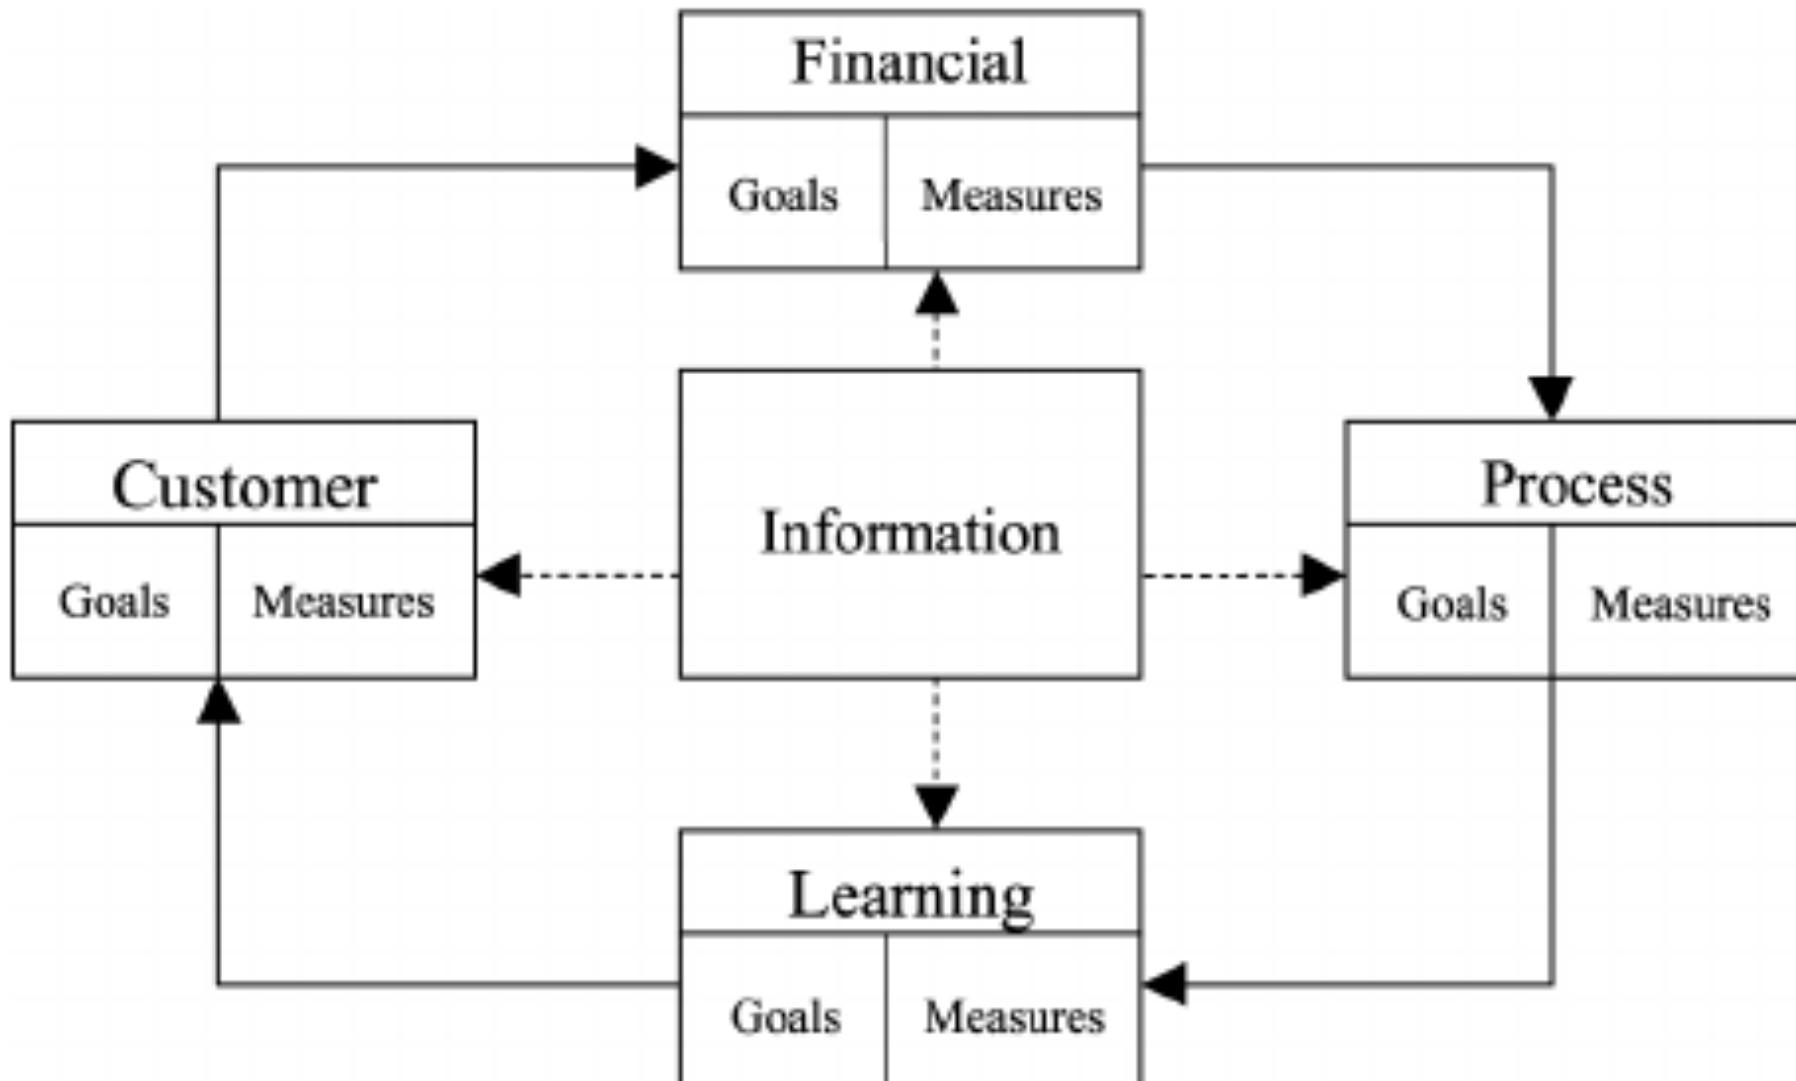 Financial
Goals
Measures
Customer
Goals
Measures
Information
Process
Goals
Measures
Learning
Goals
Measures